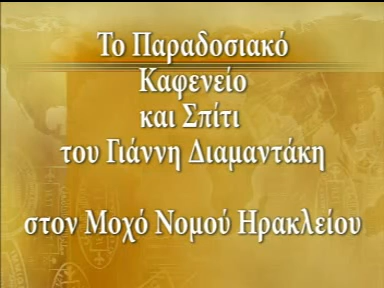 Το Παραδοσιακό
Καφενείο
και Σπίτι
του Γιάννη Διαμαντάκη
στον Μοχό Νομού Ηρακλείου